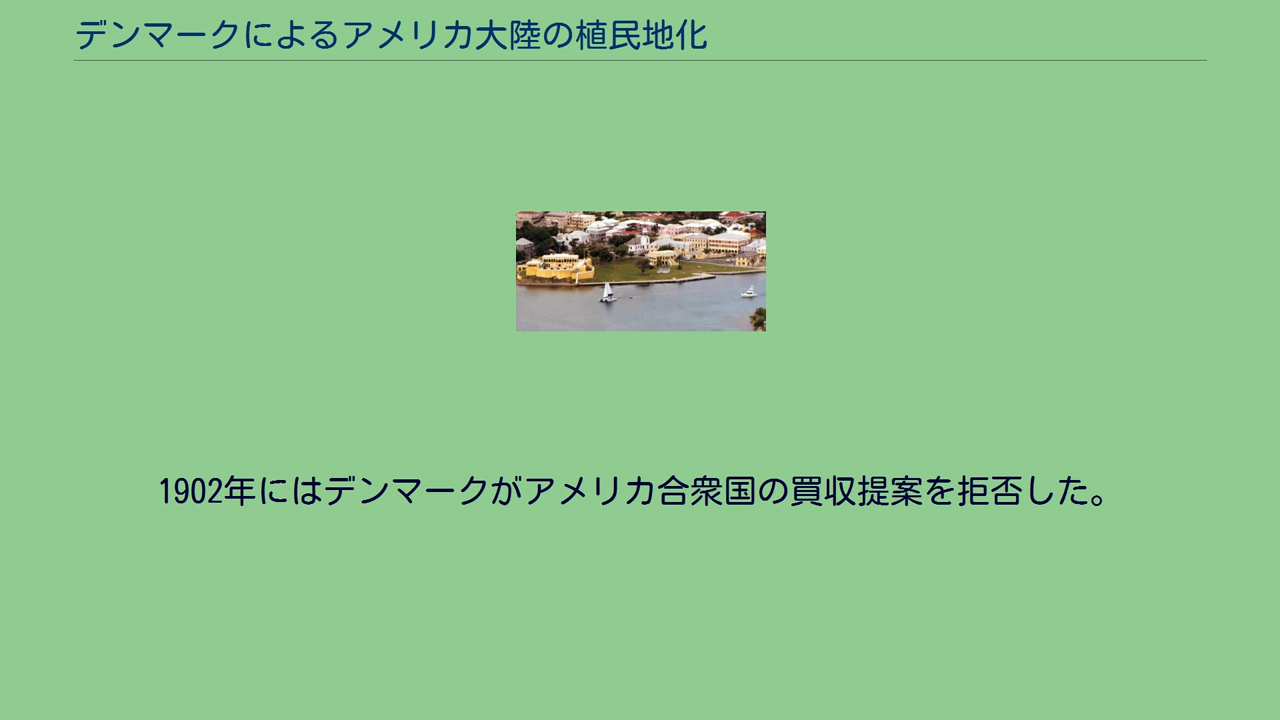 デンマークによるアメリカ大陸の植民地化
1902年にはデンマークがアメリカ合衆国の買収提案を拒否した。